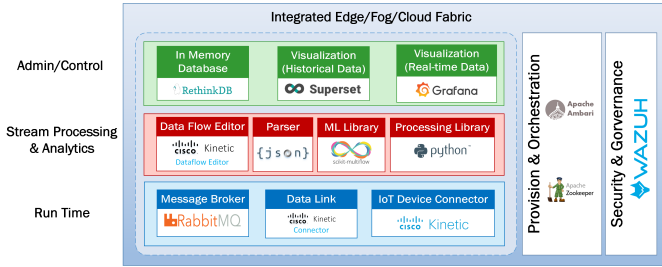 Integrated Edge/Fog/Cloud Fabric
Admin/Control
In Memory
Database
RethinkDB
Visualization
(Historical Data)
Superset
Visualization
(Real-time Data)
Grafana
Stream Processing
& Analytics
Data Flow Editor
cisco Kinetic
Dataflow Editor
Parser
{json}
ML Library
scikit-multiflow
Processing Library
python™
Run Time
Message Broker
RabbitMQ
Data Link
cisco Kinetic
Connector
IoT Device Connector
cisco Kinetic
Provision & Orchestration
Apache
Ambari
Apache
Zookeeper
Security & Gorvernance
WAZUH